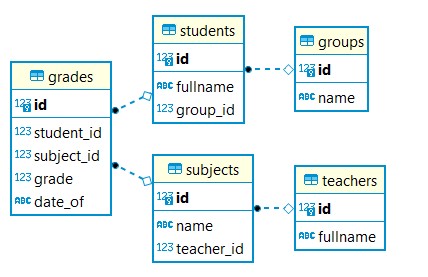 grades
123 id
123 student_id
123 subject_id
123 grade
ABC date_of
students
123 id
ABC fullname
123 group_id
groups
123 id
ABC name
subjects
123 id
ABC name
123 teacher_id
teachers
123 id
ABC fullname